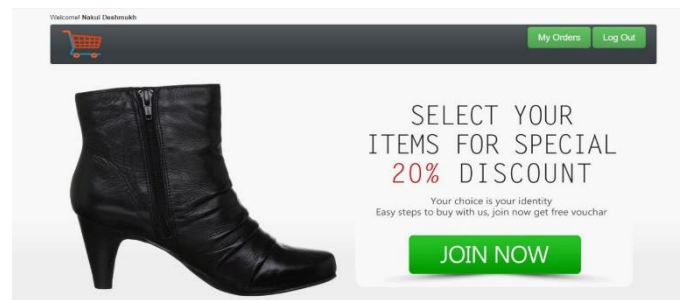 Welcome! Nakul Deshmukh
My Orders Log Out
SELECT YOUR
ITEMS FOR SPECIAL
20% DISCOUNT
Your choice is your identity
Easy steps to buy with us, join now get free vouchar
JOIN NOW